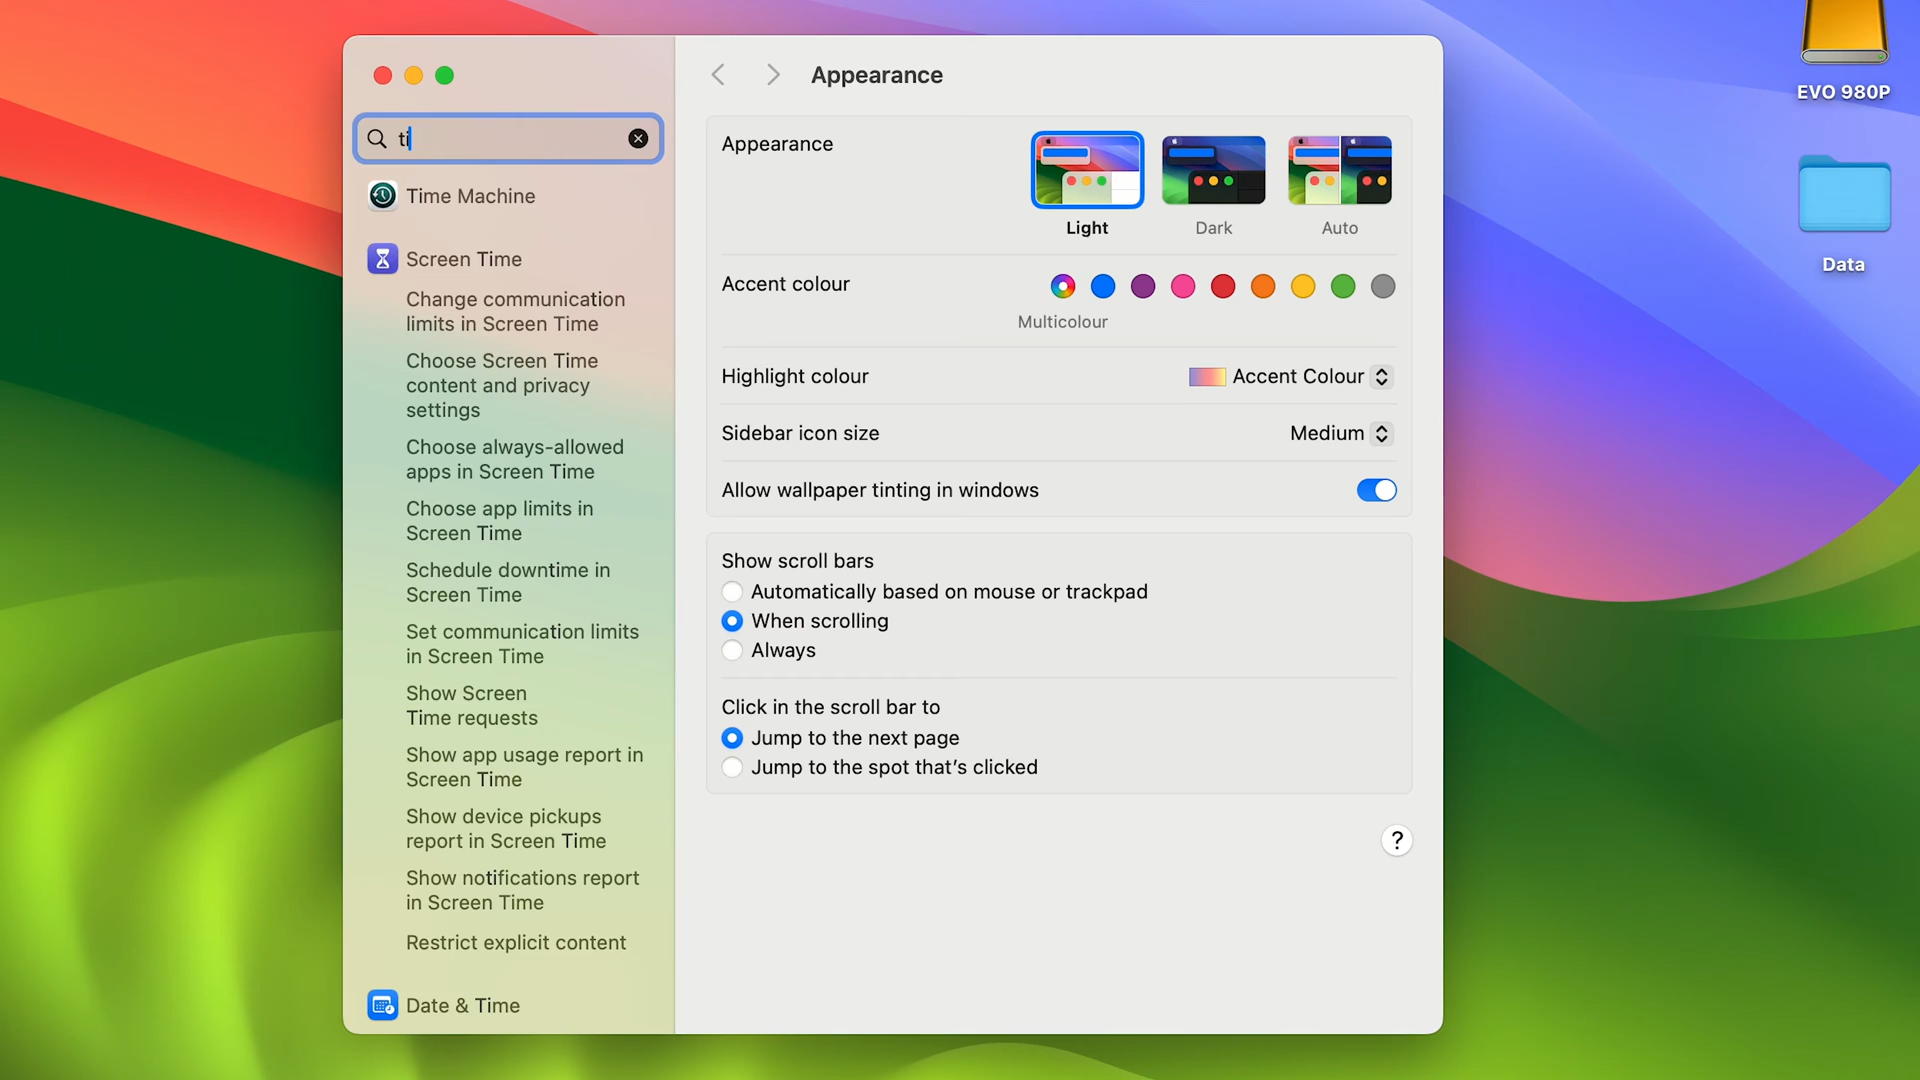 ti
Time Machine
Screen Time
Change communication
limits in Screen Time
Choose Screen Time
content and privacy
settings
Choose always-allowed
apps in Screen Time
Choose app limits in
Screen Time
Schedule downtime in
Screen Time
Set communication limits
in Screen Time
Show Screen
Time requests
Show app usage report in
Screen Time
Show device pickups
report in Screen Time
Show notifications report
in Screen Time
Restrict explicit content
Date & Time
Appearance
Appearance
Light
Dark
Auto
Accent colour
Multicolour
Highlight colour
Accent Colour
Sidebar icon size
Medium
Allow wallpaper tinting in windows
Show scroll bars
Automatically based on mouse or trackpad
When scrolling
Always
Click in the scroll bar to
Jump to the next page
Jump to the spot that’s clicked
?
EVO 980P
Data